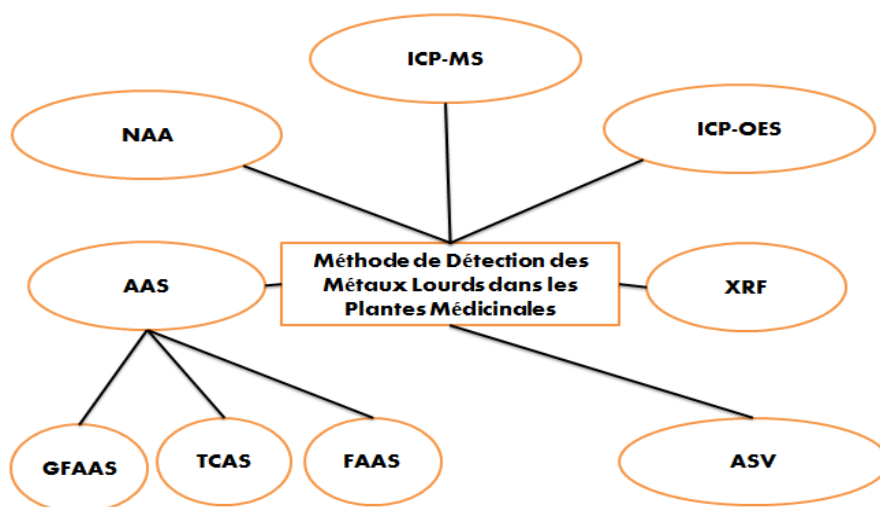 ICP-MS
NAA
ICP-OES
AAS
Méthode de Détection des
Métaux Lourds dans les
Plantes Médicinales
XRF
GFAAS
TCAS
FAAS
ASV